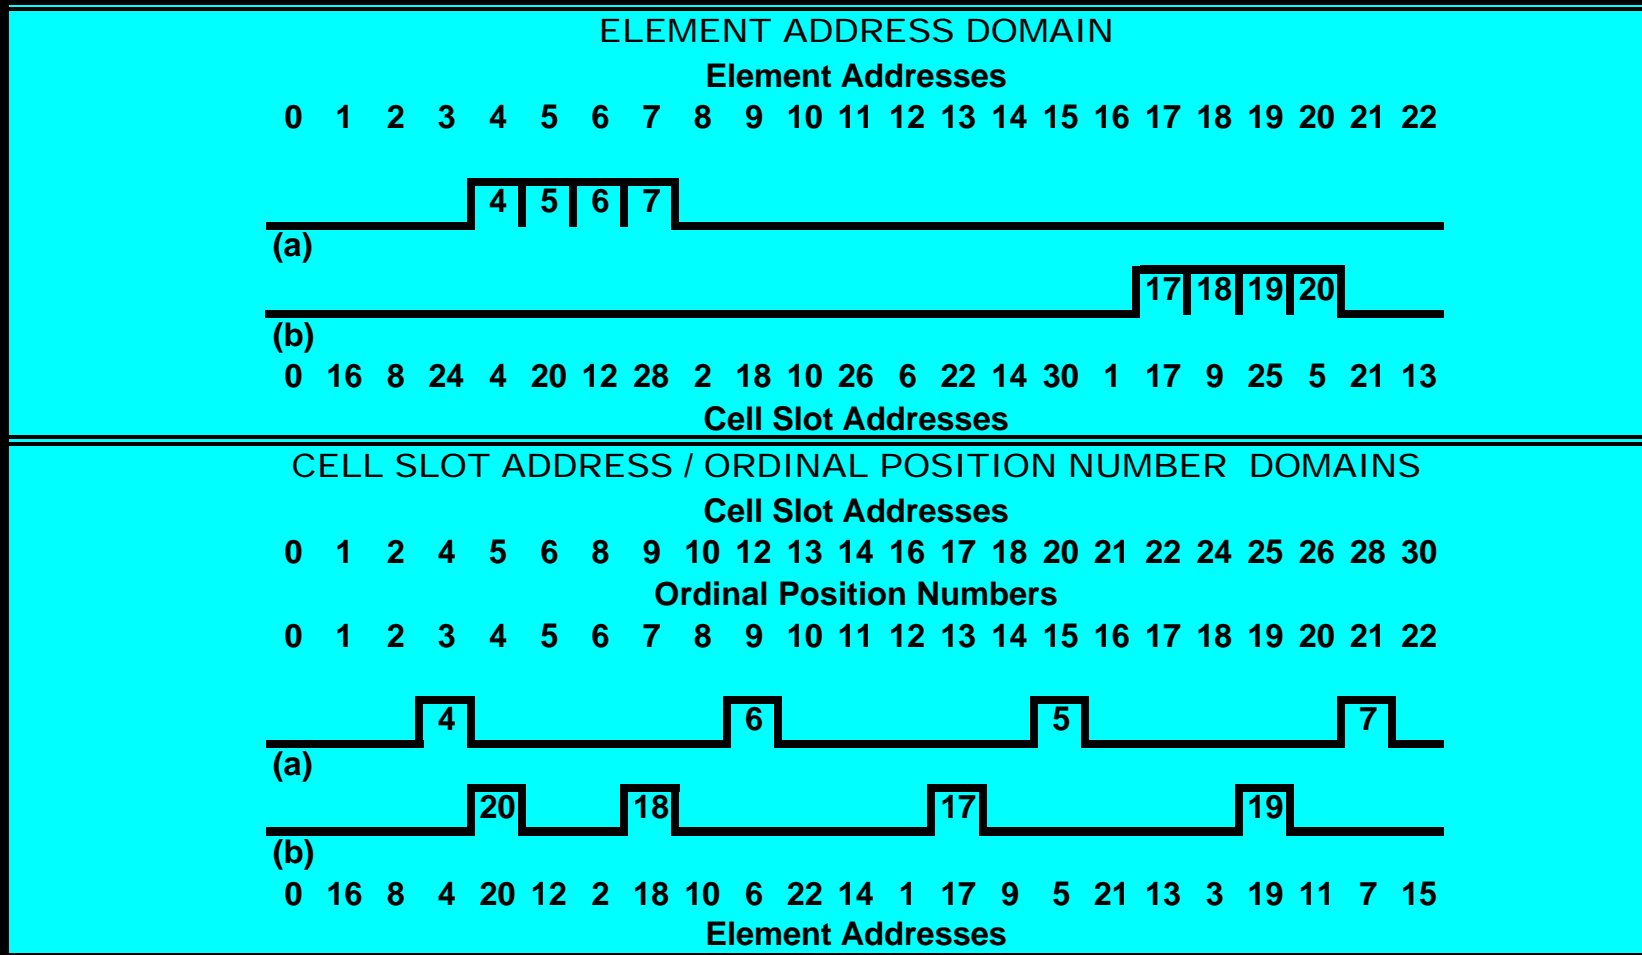 ELEMENT ADDRESS DOMAIN
Element Addresses
0 1 2 3 4 5 6 7 8 9 10 11 12 13 14 15 16 17 18 19 20 21 22
4 5 6 7
(a)
17 18 19 20
(b)
0 16 8 24 4 20 12 28 2 18 10 26 6 22 14 30 1 17 9 25 5 21 13
Cell Slot Addresses
CELL SLOT ADDRESS / ORDINAL POSITION NUMBER DOMAINS
Cell Slot Addresses
0 1 2 4 5 6 8 9 10 12 13 14 16 17 18 20 21 22 24 25 26 28 30
Ordinal Position Numbers
0 1 2 3 4 5 6 7 8 9 10 11 12 13 14 15 16 17 18 19 20 21 22
4 6 5 7
(a)
20 18 17 19
(b)
0 16 8 4 20 12 2 18 10 6 22 14 1 17 9 5 21 13 3 19 11 7 15
Element Addresses